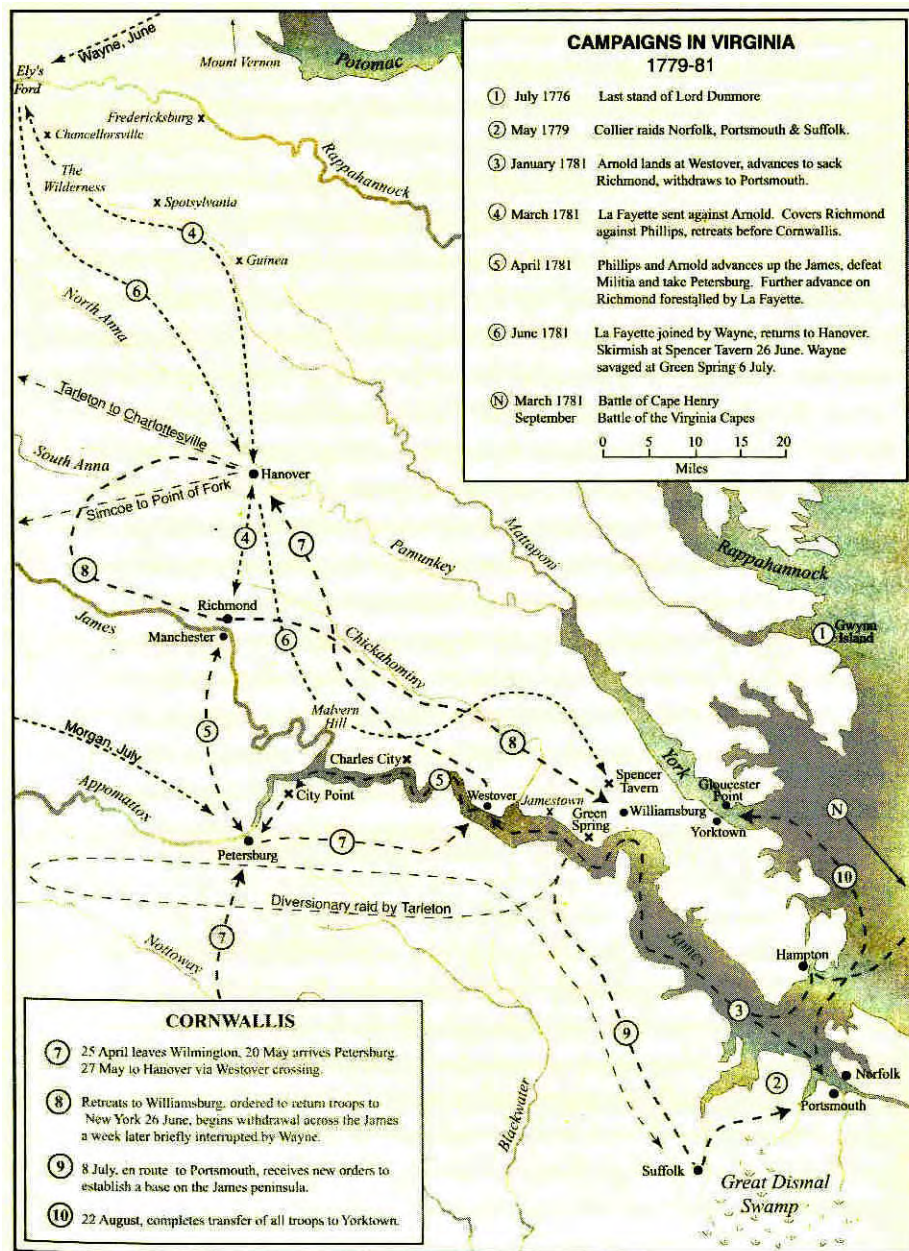 Wayne, June
Mount Vernon
Potomac
Ely's
Ford
Fredericksburg
Chancellorsville
Rappahannock
The
Wilderness
Spotsylvania
4
Guinea
6
North Anna
Tarleton to Charlottesville
South Anna
Hanover
Simcoe to Point of Fork
4
7
Mattaponi
Pamunkey
8
Richmond
James
Manchester
6
Chickahominy
Rappahannock
1
Gwynn
Island
Malvern
Hill
Morgan, July
5
Charles City
8
York
Appomattox
City Point
5
Spencer
Tavern
Gloucester
Point
N
Westover
Jamestown
Williamsburg
Green
Spring
Yorktown
Petersburg
7
10
Diversionary raid by Tarleton
7
Nottoway
James
Hampton
3
9
2
Norfolk
Portsmouth
Blackwater
Suffolk
Great Dismal
Swamp
CAMPAIGNS IN VIRGINIA
1779-81
1 July 1776 Last stand of Lord Dunmore
2 May 1779 Collier raids Norfolk, Portsmouth & Suffolk.
3 January 1781 Arnold lands at Westover, advances to sack
Richmond, withdraws to Portsmouth.
4 March 1781 La Fayette sent against Arnold. Covers Richmond
against Phillips, retreats before Cornwallis.
5 April 1781 Phillips and Arnold advances up the James, defeat
Militia and take Petersburg. Further advance on
Richmond forestalled by La Fayette.
6 June 1781 La Fayette joined by Wayne, returns to Hanover.
Skirmish at Spencer Tavern 26 June. Wayne
savaged at Green Spring 6 July.
N March 1781 Battle of Cape Henry
September Battle of the Virginia Capes
0 5 10 15 20
Miles
CORNWALLIS
7 25 April leaves Wilmington, 20 May arrives Petersburg.
27 May to Hanover via Westover crossing.
8 Retreats to Williamsburg, ordered to return troops to
New York 26 June, begins withdrawal across the James
a week later briefly interrupted by Wayne.
9 8 July, en route to Portsmouth, receives new orders to
establish a base on the James peninsula.
10 22 August, completes transfer of all troops to Yorktown.